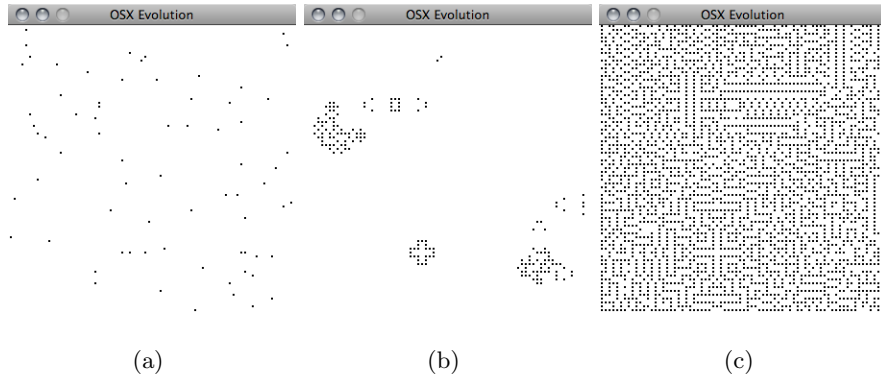 OSX Evolution
OSX Evolution
OSX Evolution
(a)
(b)
(c)